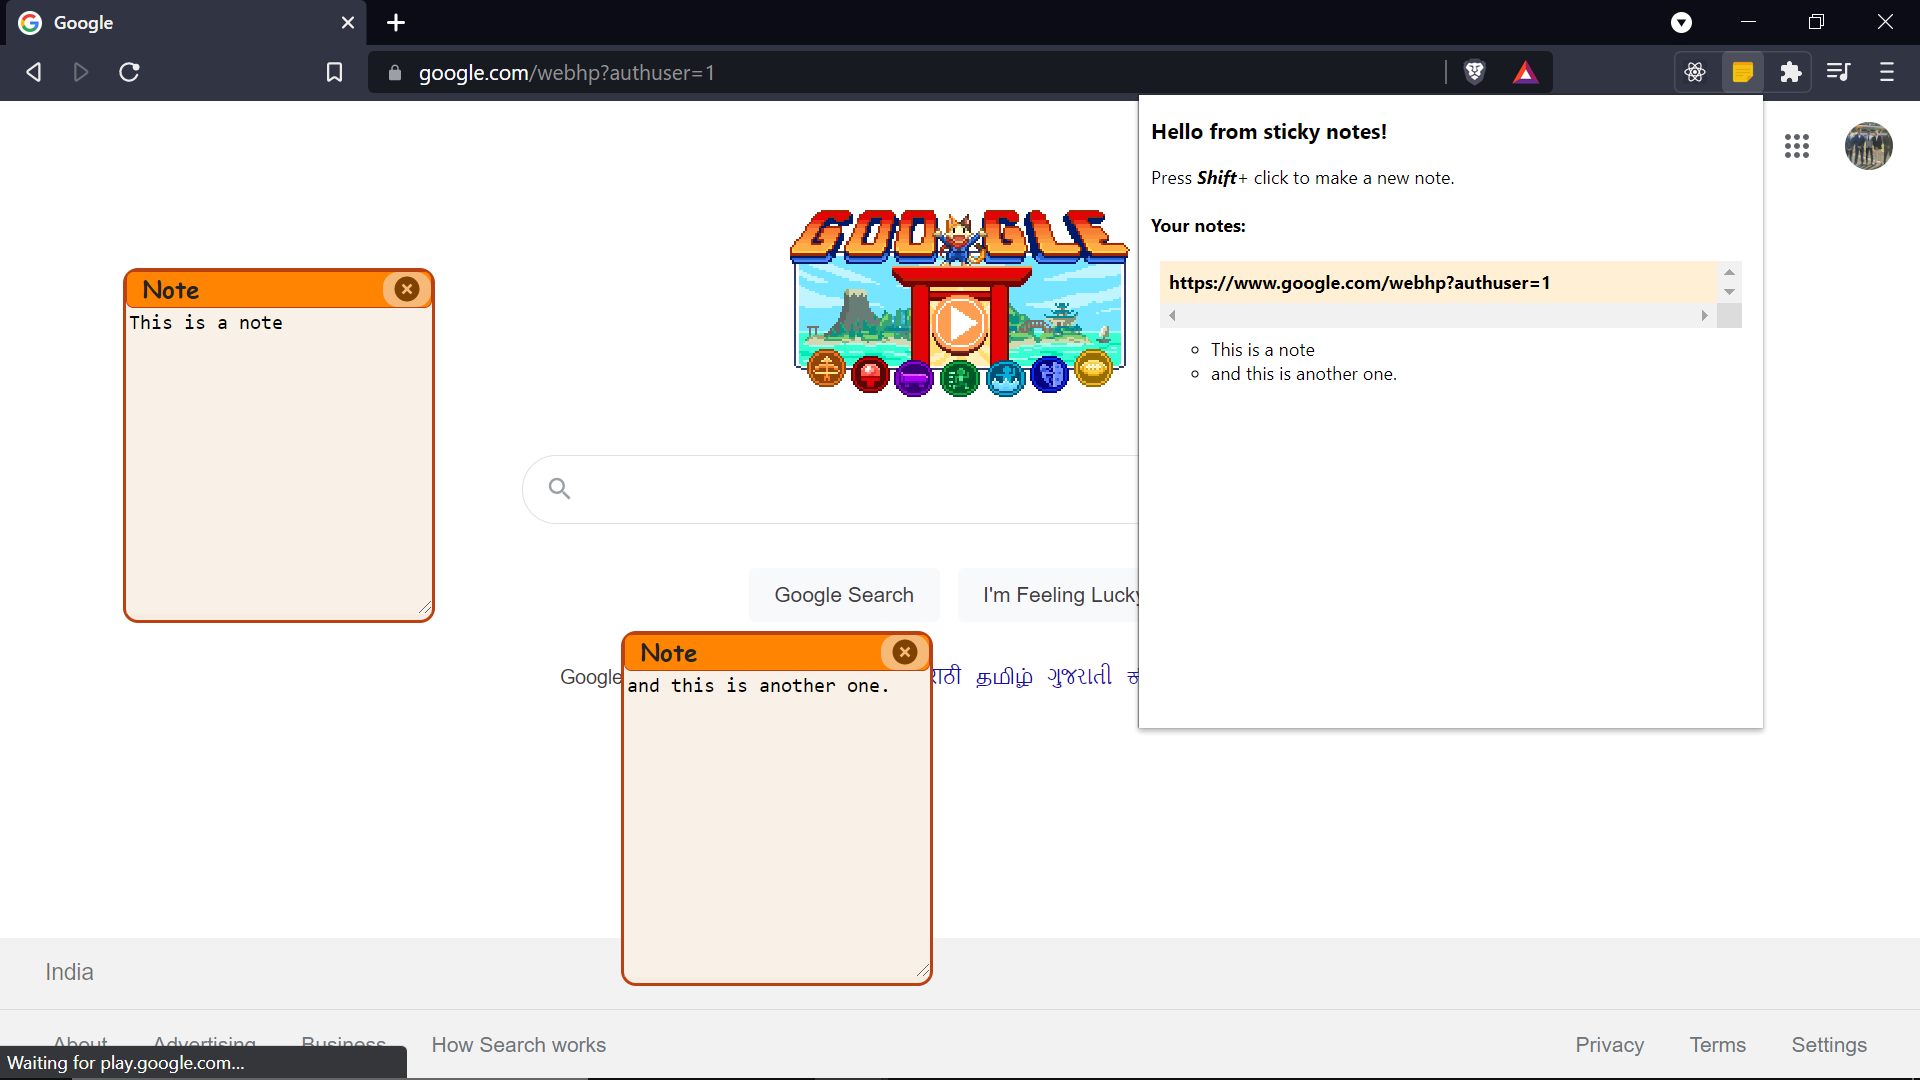 Google
google.com/webhp?authuser=1
Hello from sticky notes!
Press Shift+ click to make a new note.
Your notes:
https://www.google.com/webhp?authuser=1
This is a note
and this is another one.
GOOGLE
Note
This is a note
Google Search
I'm Feeling Lucky
Google
தமிழ் ગુજરાતી
Note
and this is another one.
India
About Advertising Business How Search works
Privacy Terms Settings
Waiting for play.google.com...